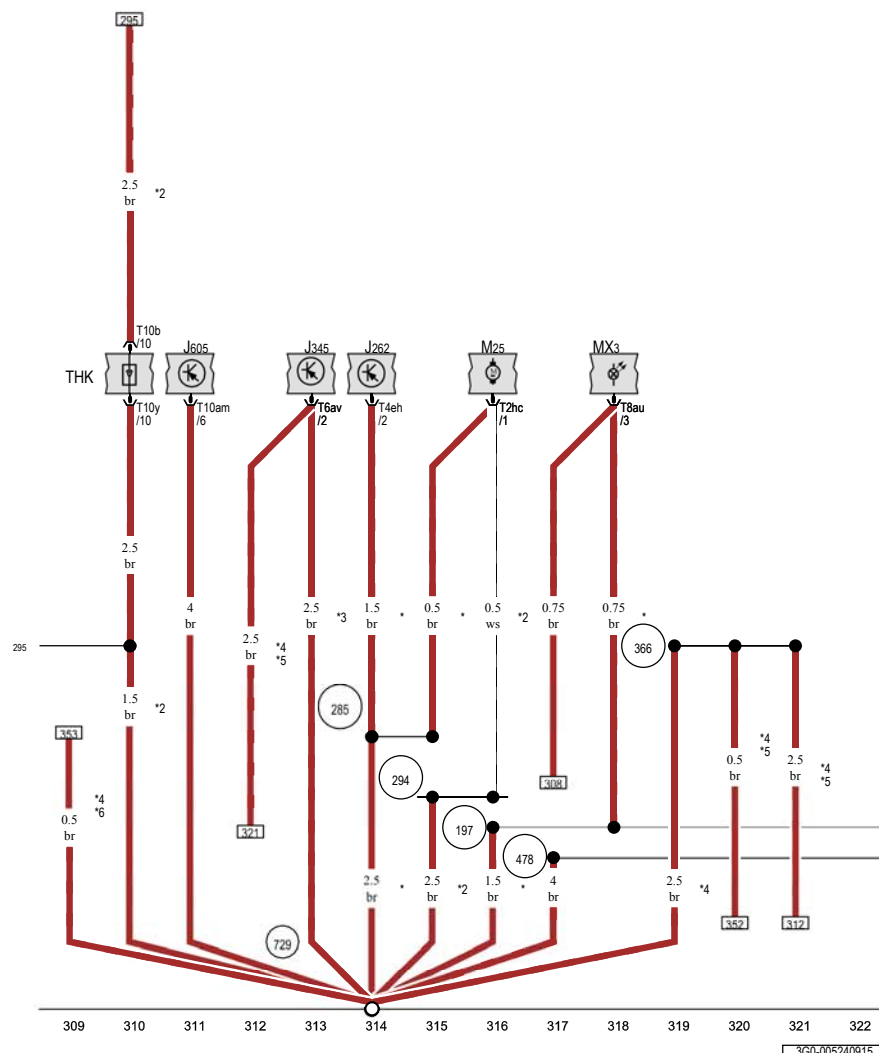 295
2.5 *2
br
T10b
/10
J605 J345 J262 M25 MX3
THK
T10y T10am T6av T4eh T2hc T8au
/10 /6 /2 /2 /1 /3
2.5
br
4
br
2.5 *4
br *5
2.5 *3
br
1.5 *
br
0.5 *
br
0.5 *2
ws
0.75
br
0.75 *
br
366
295
1.5 *2
br
285
353
294
308
197
321
478
0.5 *4
br *6
0.5 *4
br *5
2.5 *4
br *5
2.5 *
br
2.5 *2
br
1.5 *
br
4
br
2.5 *4
br
352 312
729
309 310 311 312 313 314 315 316 317 318 319 320 321 322
3G0-005240915